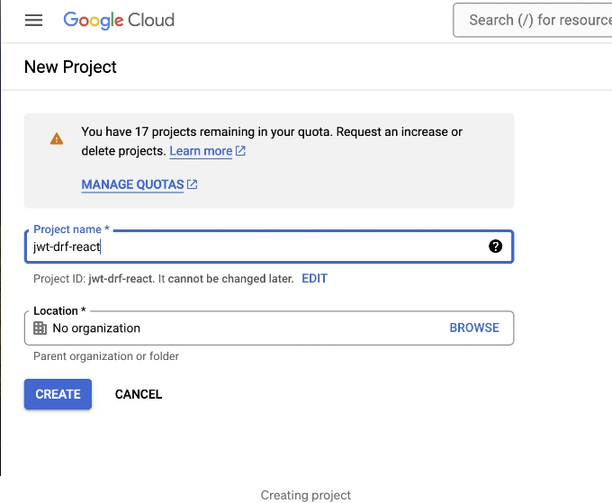 Google Cloud
Search (/) for resource
New Project
You have 17 projects remaining in your quota. Request an increase or
delete projects. Learn more
MANAGE QUOTAS
Project name *
jwt-drf-react
Project ID: jwt-drf-react. It cannot be changed later. EDIT
Location *
No organization BROWSE
Parent organization or folder
CREATE CANCEL
Creating project